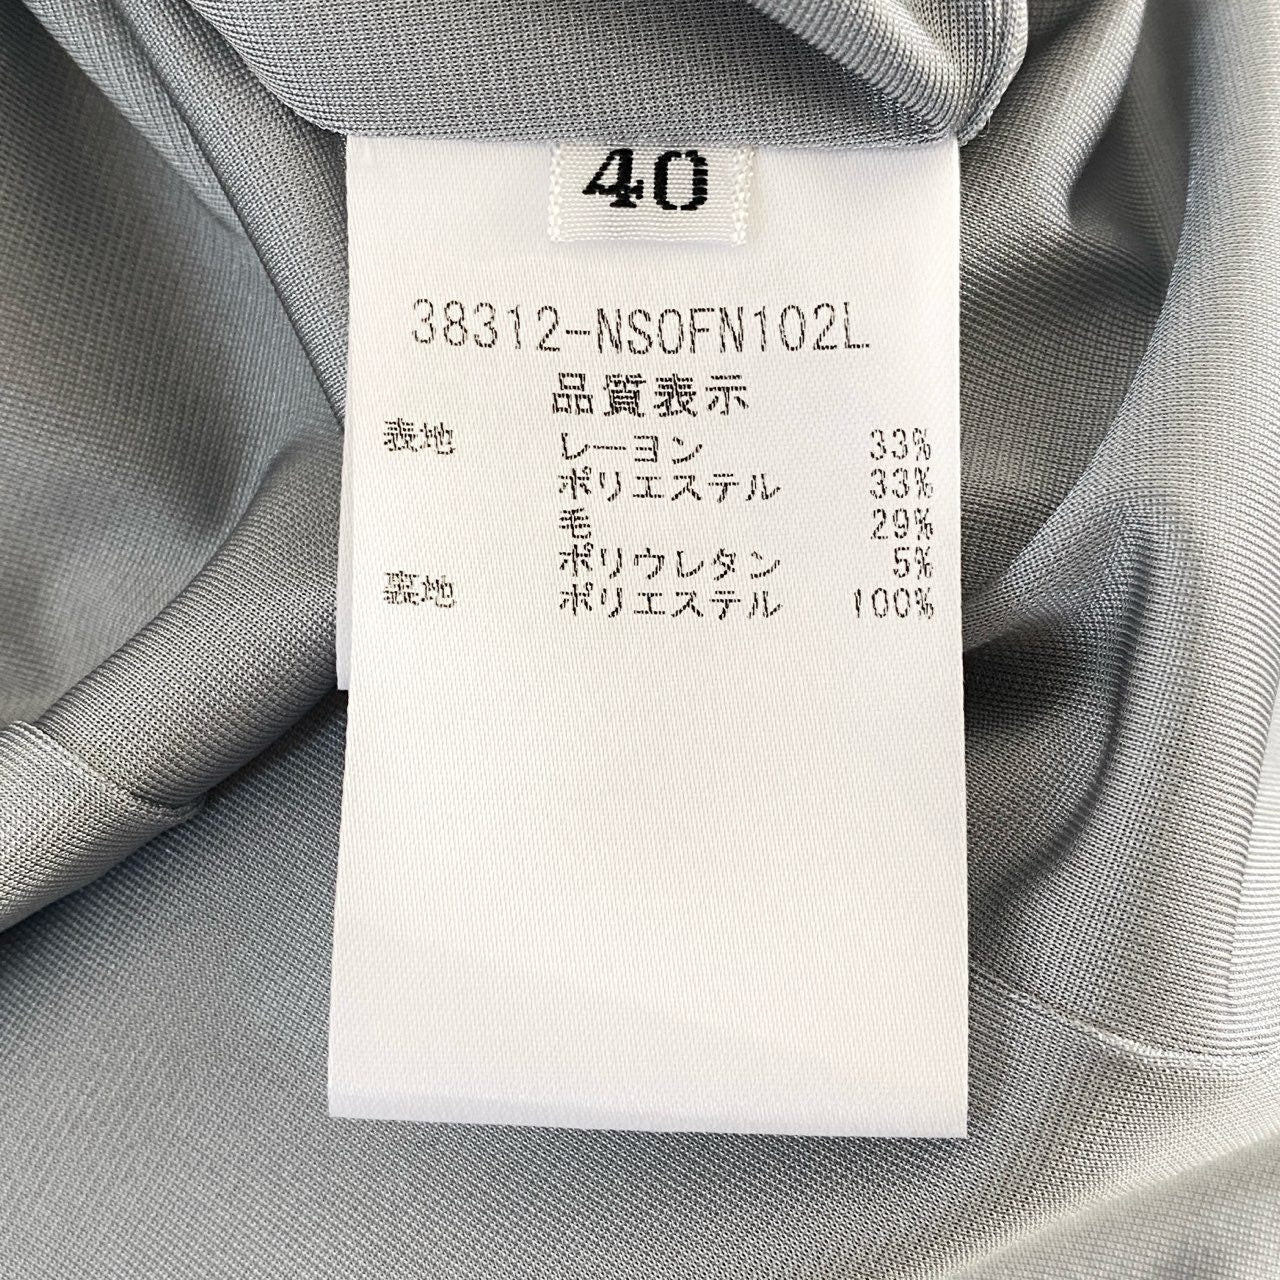 40
38312-NSOFN102L
品質表示
表地 レーヨン 33%
ポリエステル 33%
毛 29%
ポリウレタン 5%
裏地 ポリエステル 100%